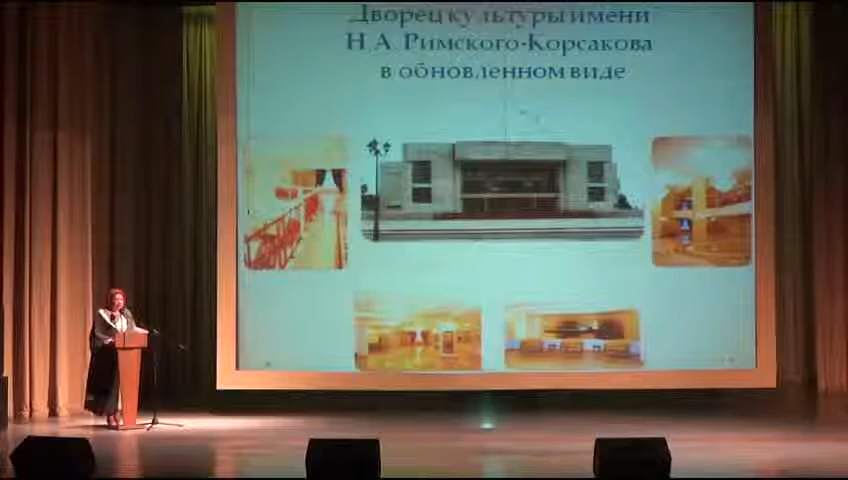 Дворец культуры имени
Н.А. Римского-Корсакова
в обновленном виде